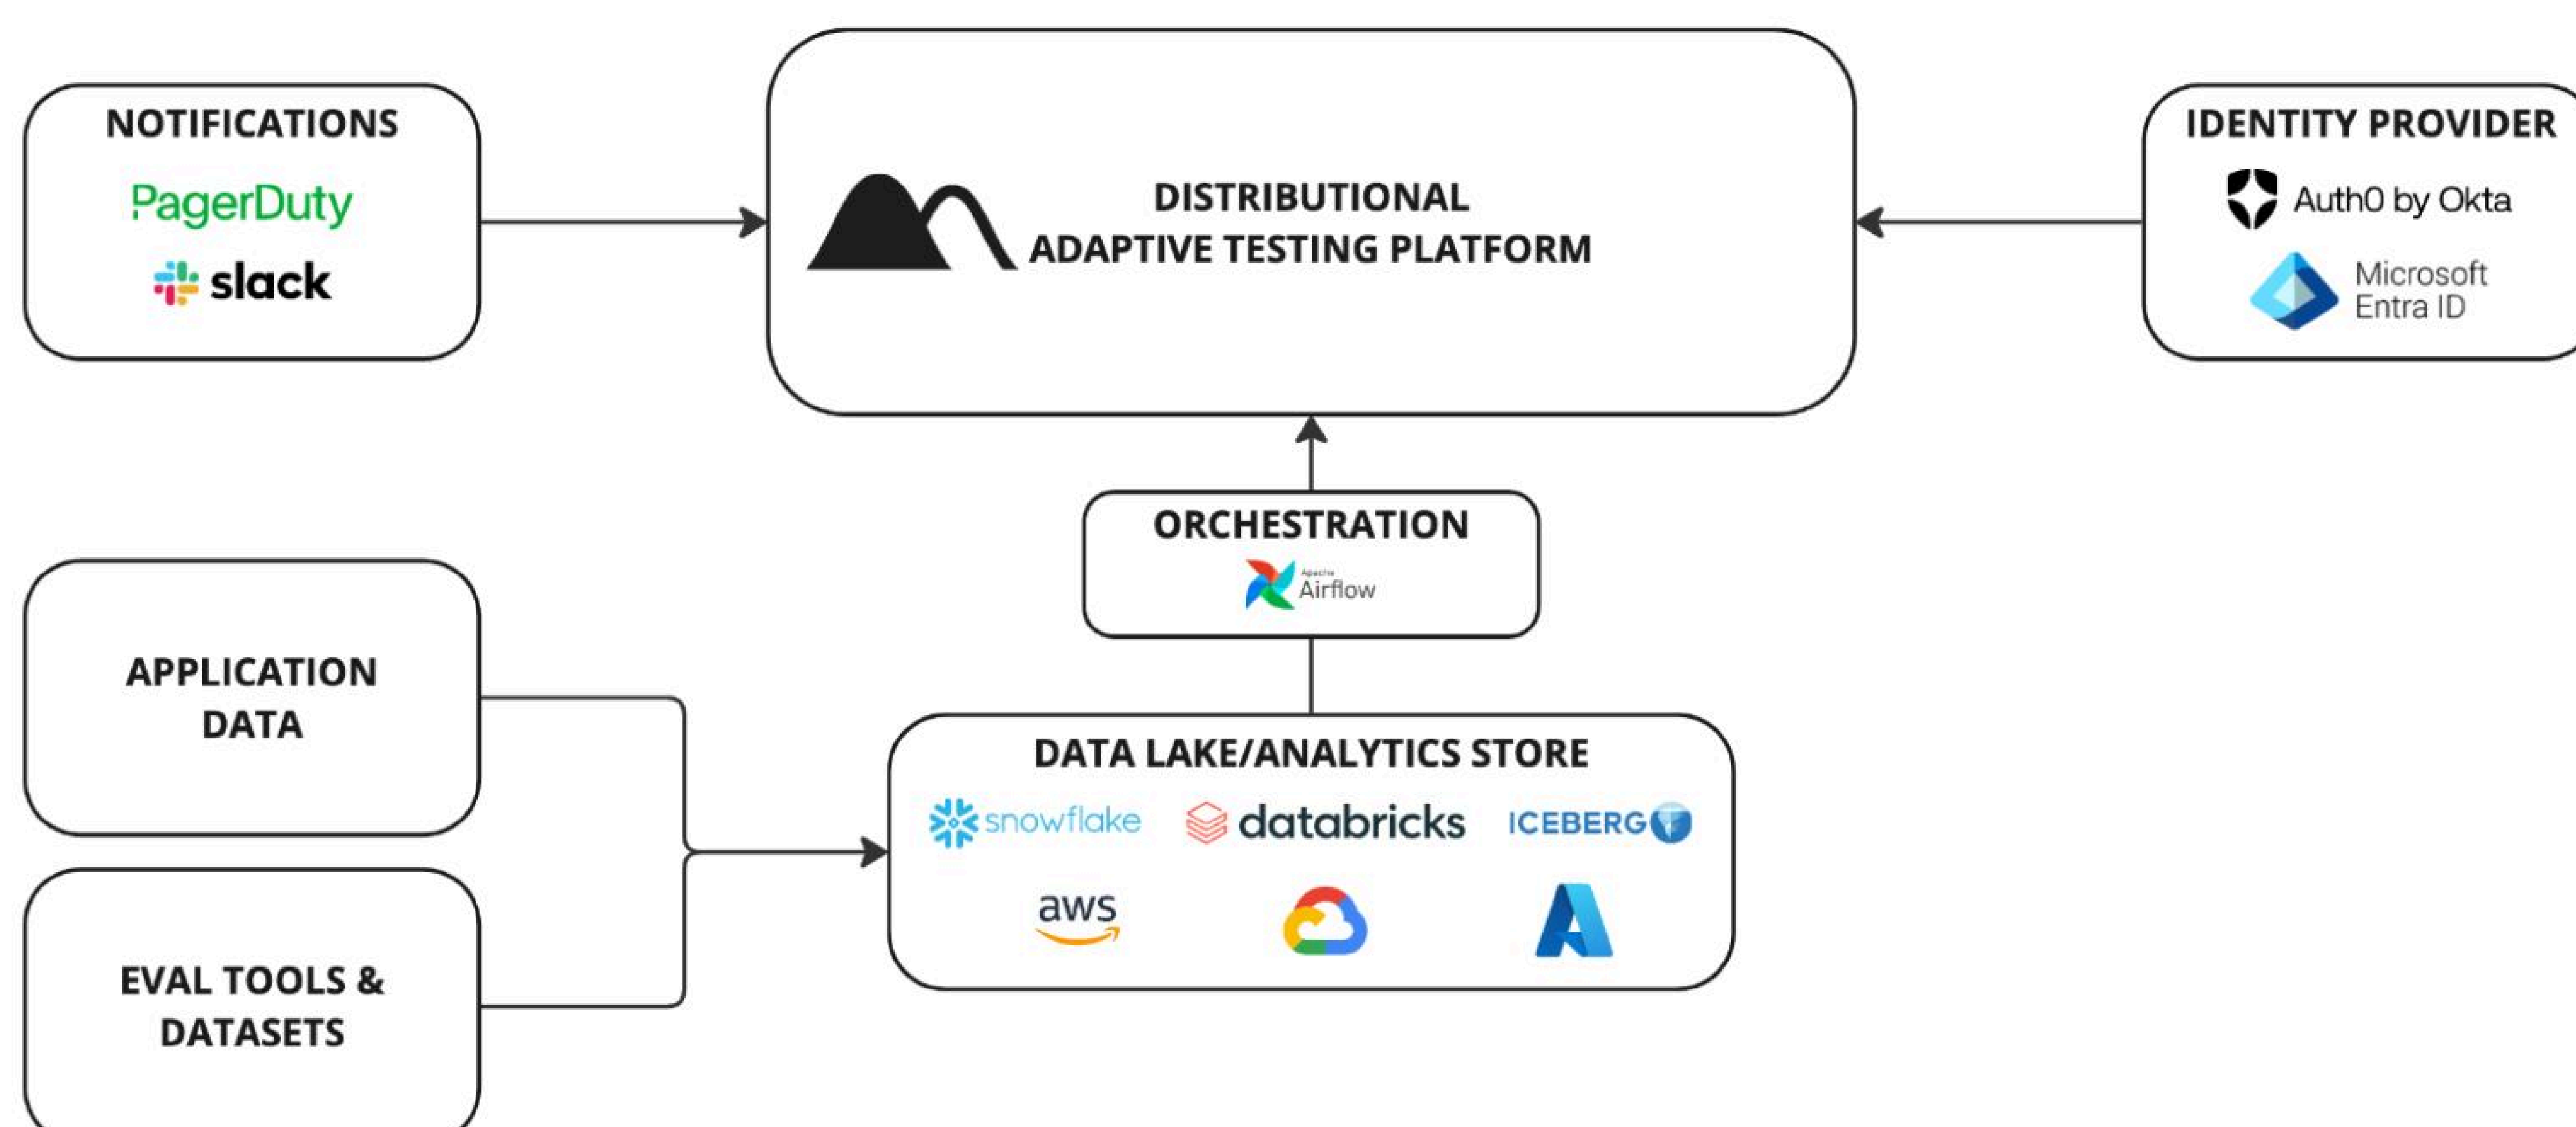 NOTIFICATIONS
PagerDuty
slack
DISTRIBUTIONAL
ADAPTIVE TESTING PLATFORM
IDENTITY PROVIDER
Auth0 by Okta
Microsoft
Entra ID
ORCHESTRATION
Apache
Airflow
APPLICATION
DATA
EVAL TOOLS &
DATASETS
DATA LAKE/ANALYTICS STORE
snowflake
databricks
ICEBERG
aws